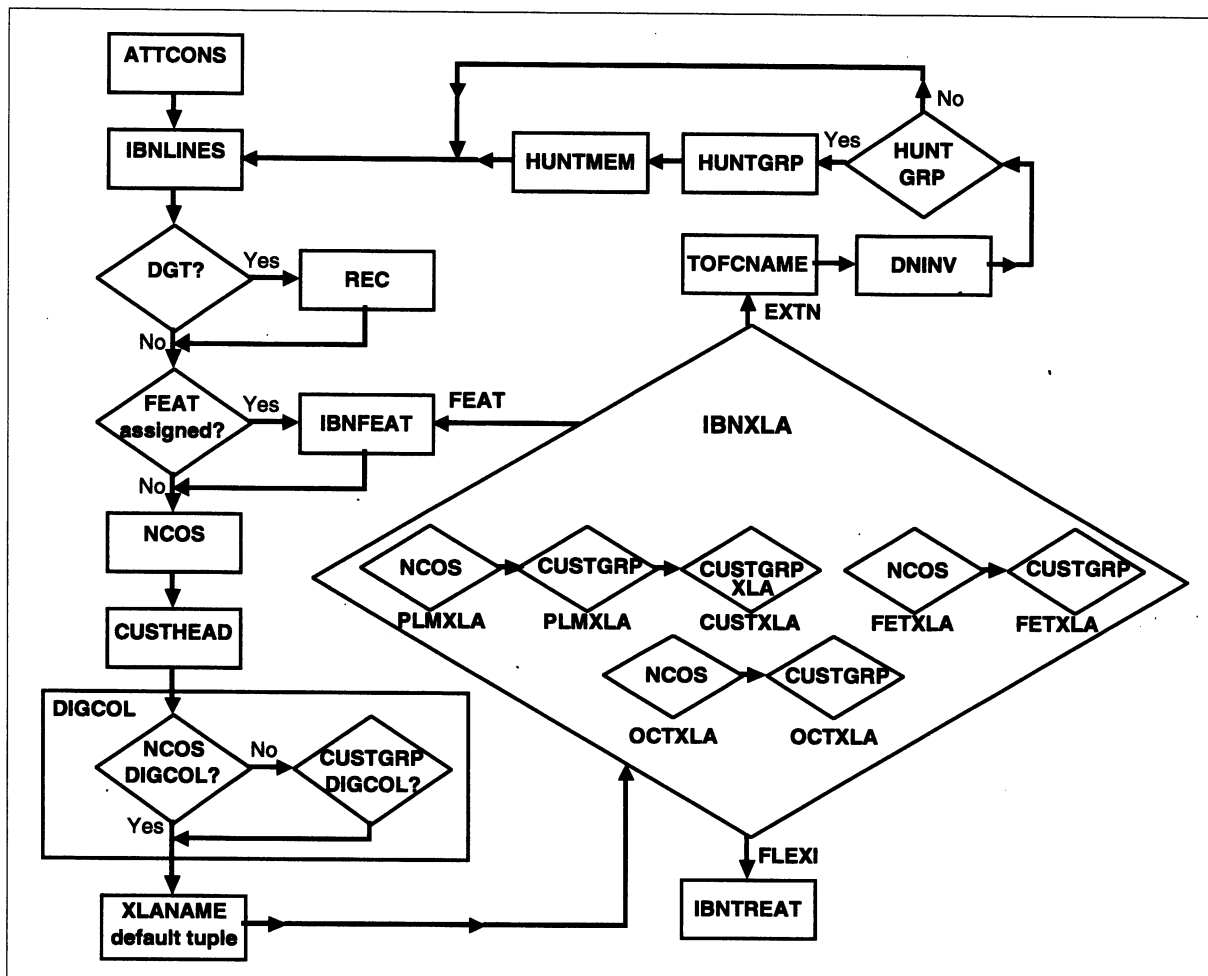 ATTCONS
No
IBNLINES
HUNTMEM
HUNTGRP
Yes
HUNT
GRP
DGT?
Yes
REC
TOFCNAME
DNINV
EXTN
No
FEAT
assigned?
Yes
IBNFEAT
FEAT
IBNXLA
No
NCOS
NCOS
CUSTGRP
CUSTGRP
XLA
NCOS
CUSTGRP
PLMXLA
PLMXLA
CUSTXLA
FETXLA
FETXLA
CUSTHEAD
NCOS
CUSTGRP
OCTXLA
OCTXLA
DIGCOL
NCOS
DIGCOL?
No
CUSTGRP
DIGCOL?
Yes
FLEXI
XLANAME
default tuple
IBNTREAT